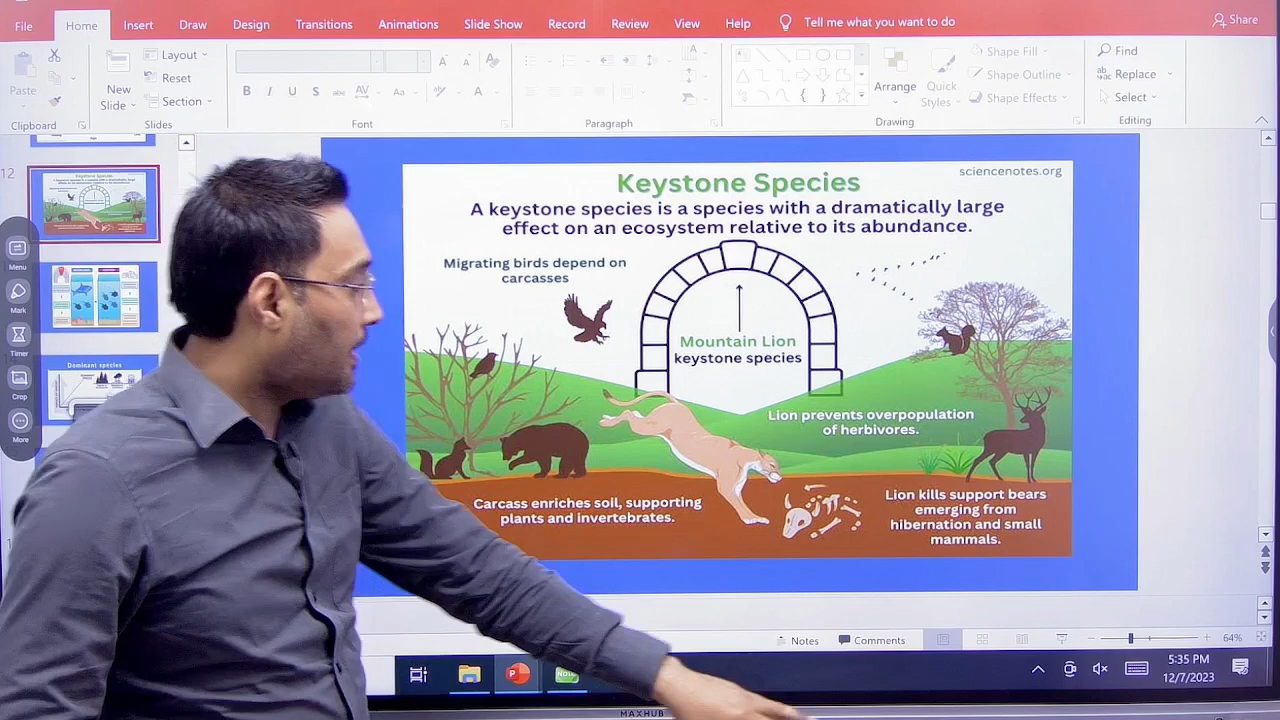 File Home Insert Draw Design Transitions Animations Slide Show Record Review View Help Tell me what you want to do Share
Paste
Clipboard
New
Slide
Layout
Reset
Section
Slides
B I U S abc AV Aa A
Font
Paragraph
Arrange
Quick
Styles
Shape Fill
Shape Outline
Shape Effects
Drawing
Find
Replace
Select
Editing
12
Dominant species
Menu
Mark
Timer
Crop
More
sciencenotes.org
Keystone Species
A keystone species is a species with a dramatically large
effect on an ecosystem relative to its abundance.
Migrating birds depend on
carcasses
Mountain Lion
keystone species
Lion prevents overpopulation
of herbivores.
Carcass enriches soil, supporting
plants and invertebrates.
Lion kills support bears
emerging from
hibernation and small
mammals.
Notes Comments 64%
5:35 PM
12/7/2023
MAXHUB